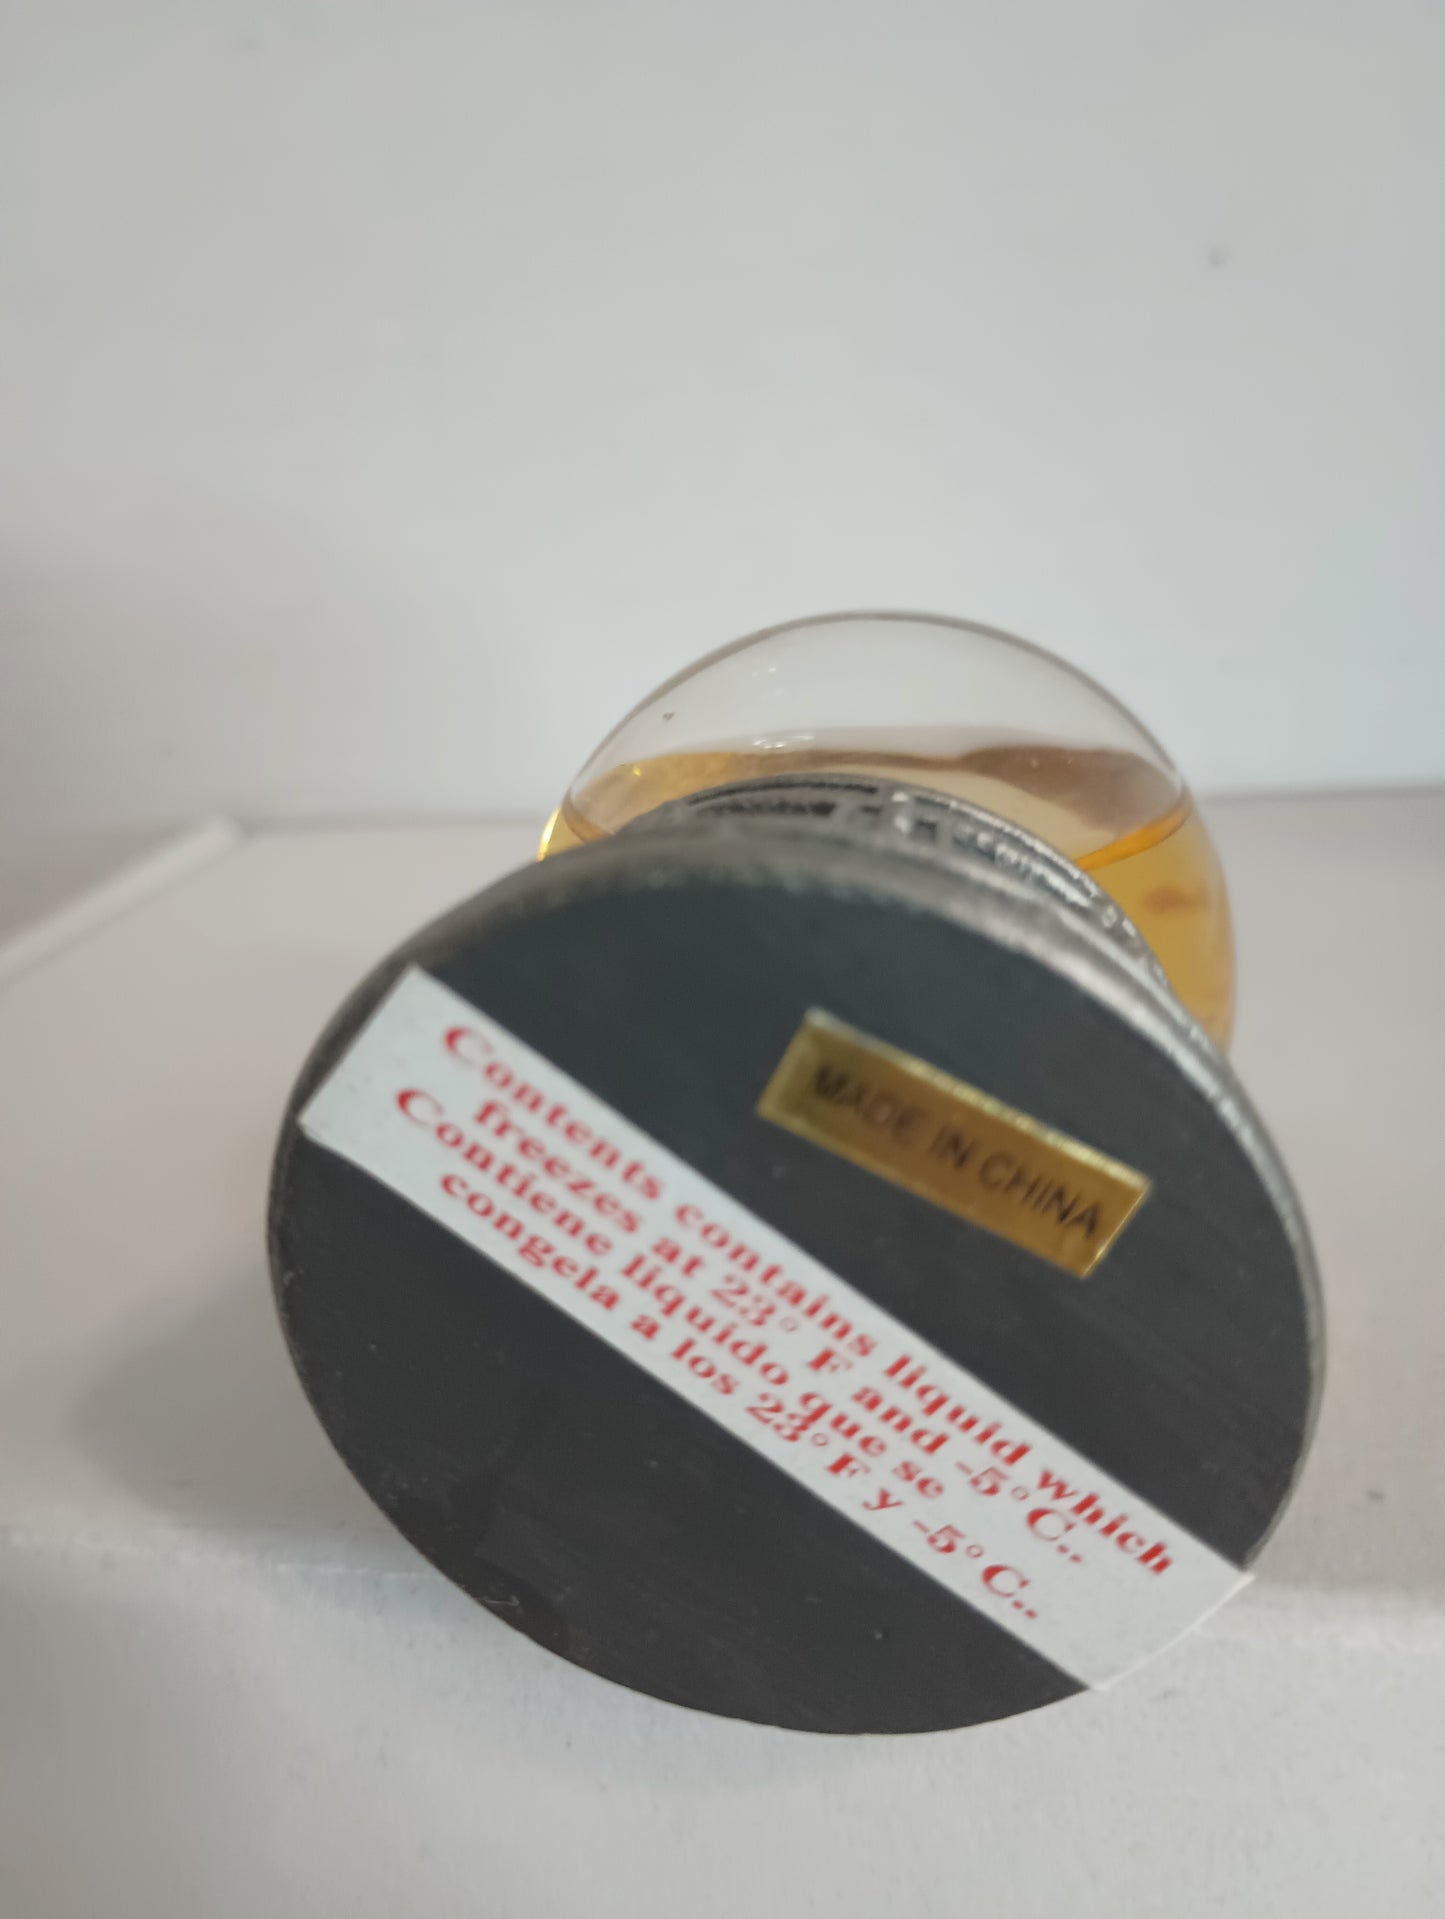 MADE IN CHINA
Contents contains liquid which
freezes at 23° F and -5° C..
Contiene liquido que se
congela a los 23° F y -5° C..